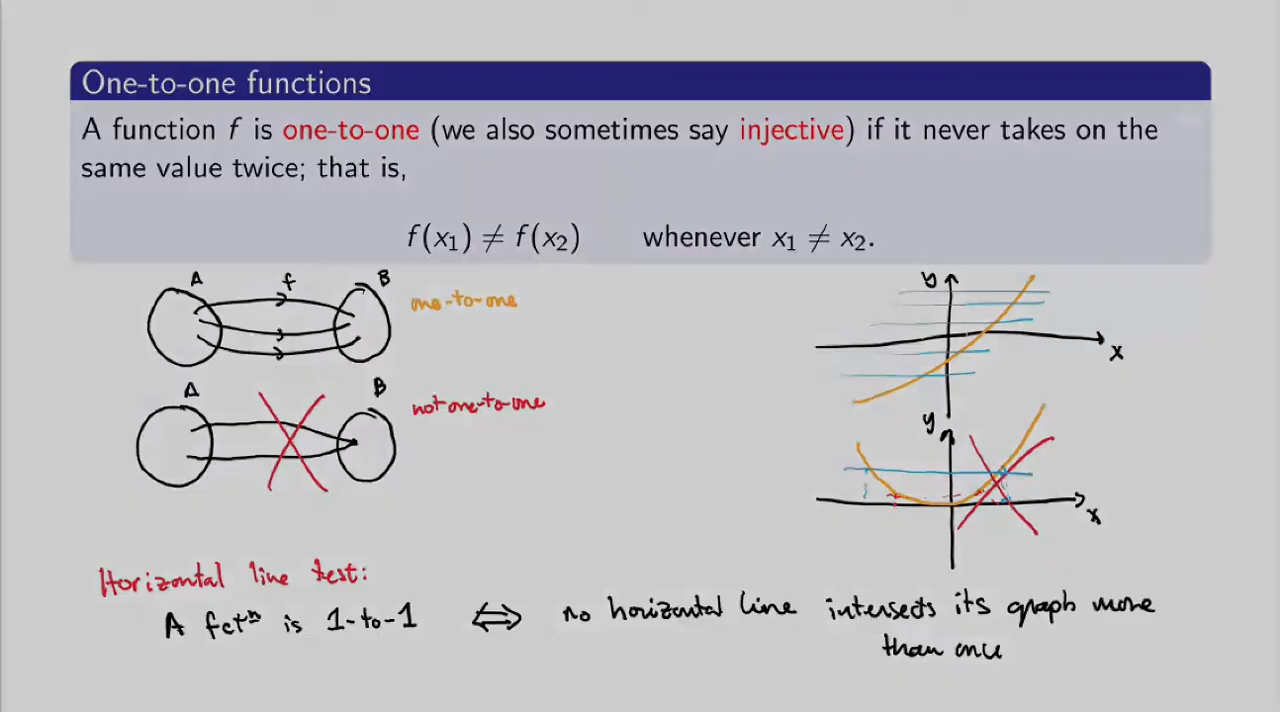 One-to-one functions
A function f is one-to-one (we also sometimes say injective) if it never takes on the
same value twice; that is,
f(x₁) ≠ f(x₂) whenever x₁ ≠ x₂.
A f B
one-to-one
A B
not one-to-one
y
x
y
x
Horizontal line test:
A fctⁿ is 1-to-1 ⇔ no horizontal line intersects its graph more
than once